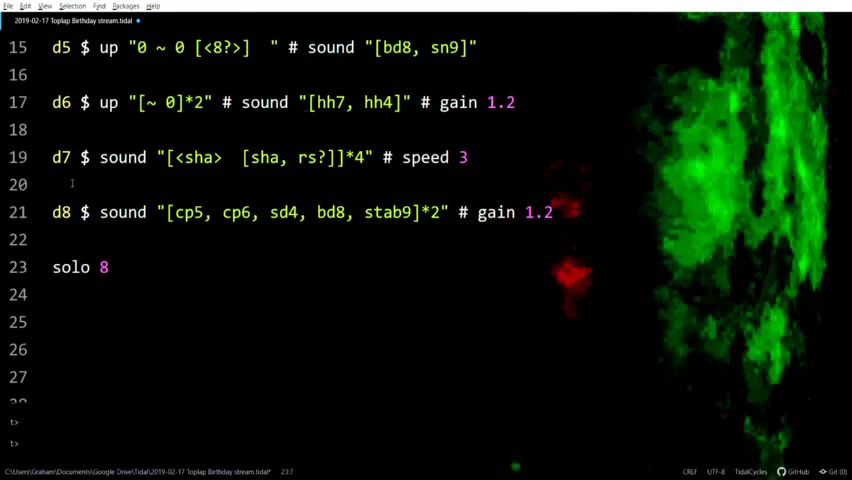 File Edit View Selection Find Packages Help
2019-02-17 Toplap Birthday stream.tidal
15 d5 $ up "0 ~ 0 [<8?>]  " # sound "[bd8, sn9]"
16
17 d6 $ up "[~ 0]*2" # sound "[hh7, hh4]" # gain 1.2
18
19 d7 $ sound "[<sha>  [sha, rs?]]*4" # speed 3
20
21 d8 $ sound "[cp5, cp6, sd4, bd8, stab9]*2" # gain 1.2
22
23 solo 8
24
25
26
27
28
t>
t>
C:\Users\Graham\Documents\Google Drive\Tidal\2019-02-17 Toplap Birthday stream.tidal* 23:7 CRLF UTF-8 TidalCycles GitHub Git (0)